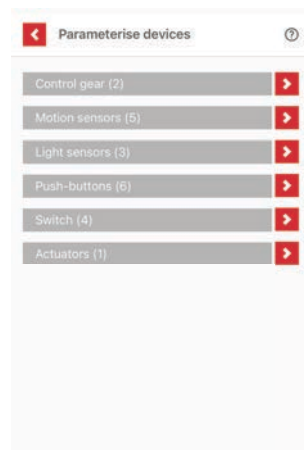 Parameterise devices
Control gear (2)
Motion sensors (5)
Light sensors (3)
Push-buttons (6)
Switch (4)
Actuators (1)